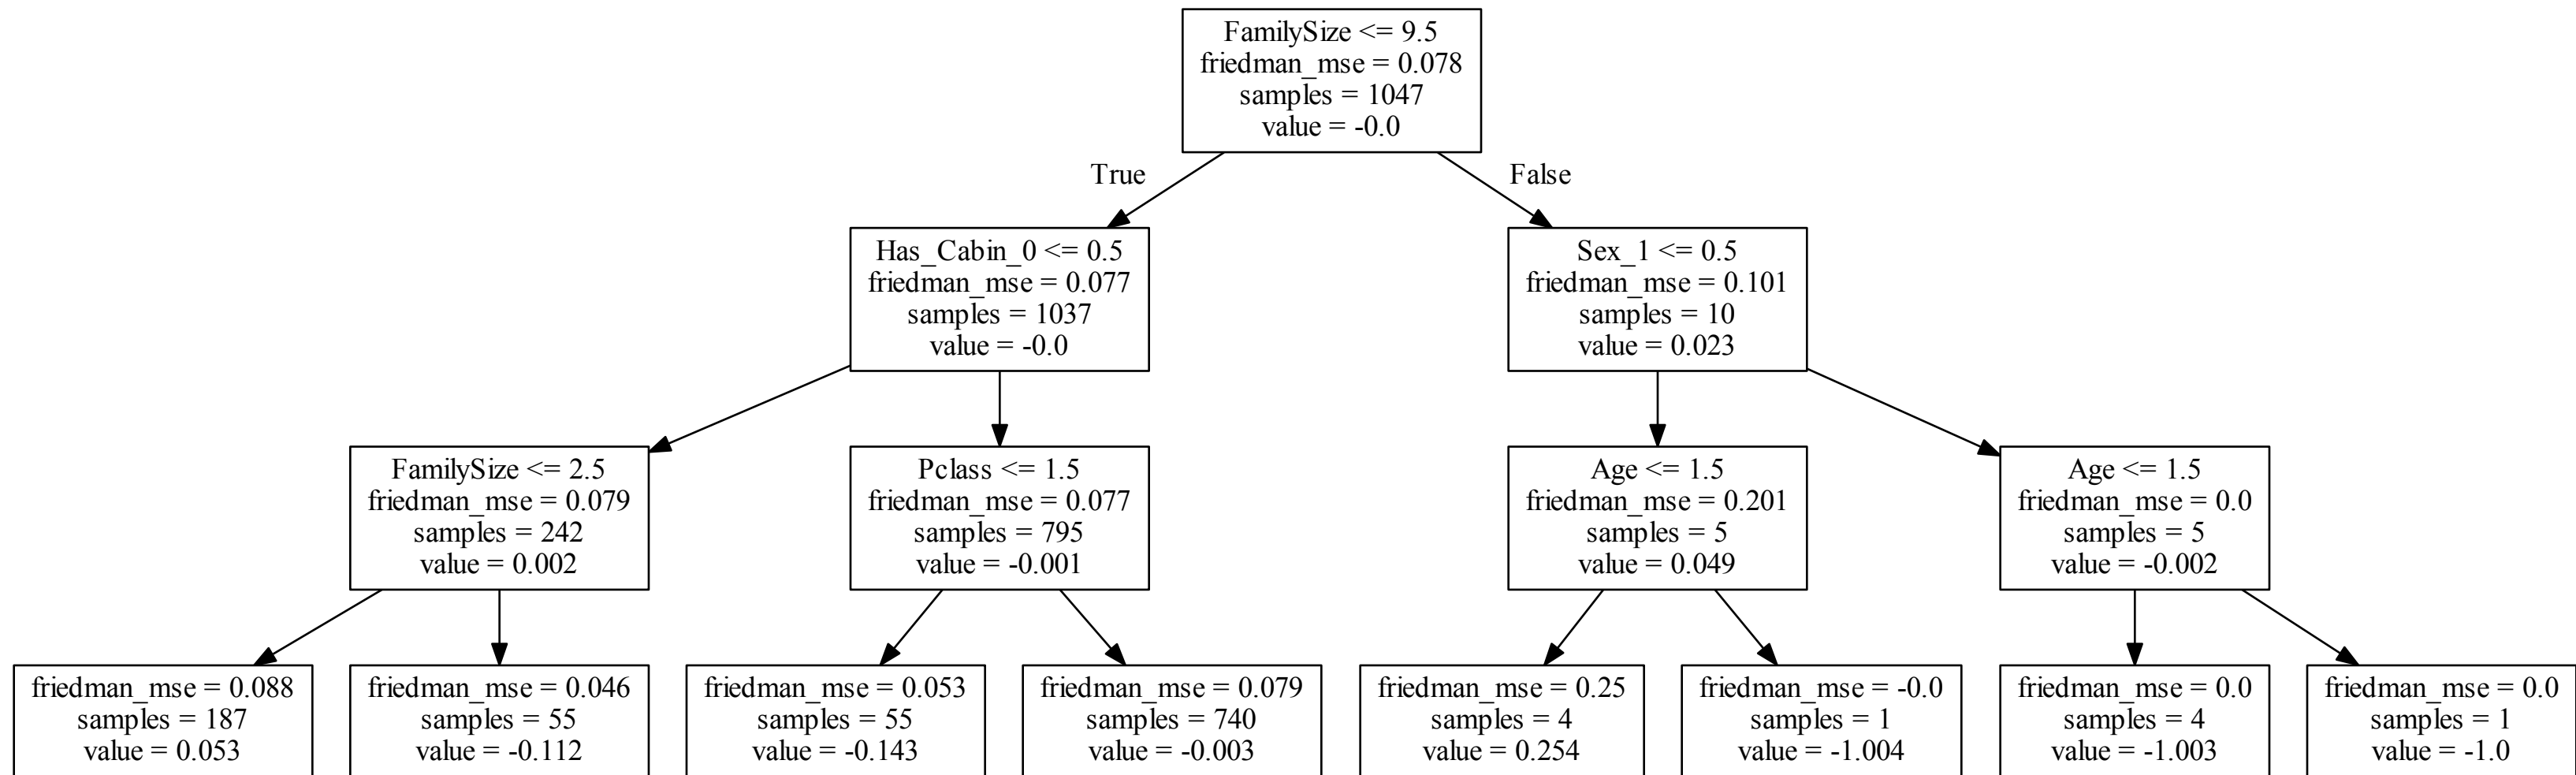 FamilySize <= 9.5
friedman_mse = 0.078
samples = 1047
value = -0.0
True
False
Has_Cabin_0 <= 0.5
friedman_mse = 0.077
samples = 1037
value = -0.0
Sex_1 <= 0.5
friedman_mse = 0.101
samples = 10
value = 0.023
FamilySize <= 2.5
friedman_mse = 0.079
samples = 242
value = 0.002
Pclass <= 1.5
friedman_mse = 0.077
samples = 795
value = -0.001
Age <= 1.5
friedman_mse = 0.201
samples = 5
value = 0.049
Age <= 1.5
friedman_mse = 0.0
samples = 5
value = -0.002
friedman_mse = 0.088
samples = 187
value = 0.053
friedman_mse = 0.046
samples = 55
value = -0.112
friedman_mse = 0.053
samples = 55
value = -0.143
friedman_mse = 0.079
samples = 740
value = -0.003
friedman_mse = 0.25
samples = 4
value = 0.254
friedman_mse = -0.0
samples = 1
value = -1.004
friedman_mse = 0.0
samples = 4
value = -1.003
friedman_mse = 0.0
samples = 1
value = -1.0